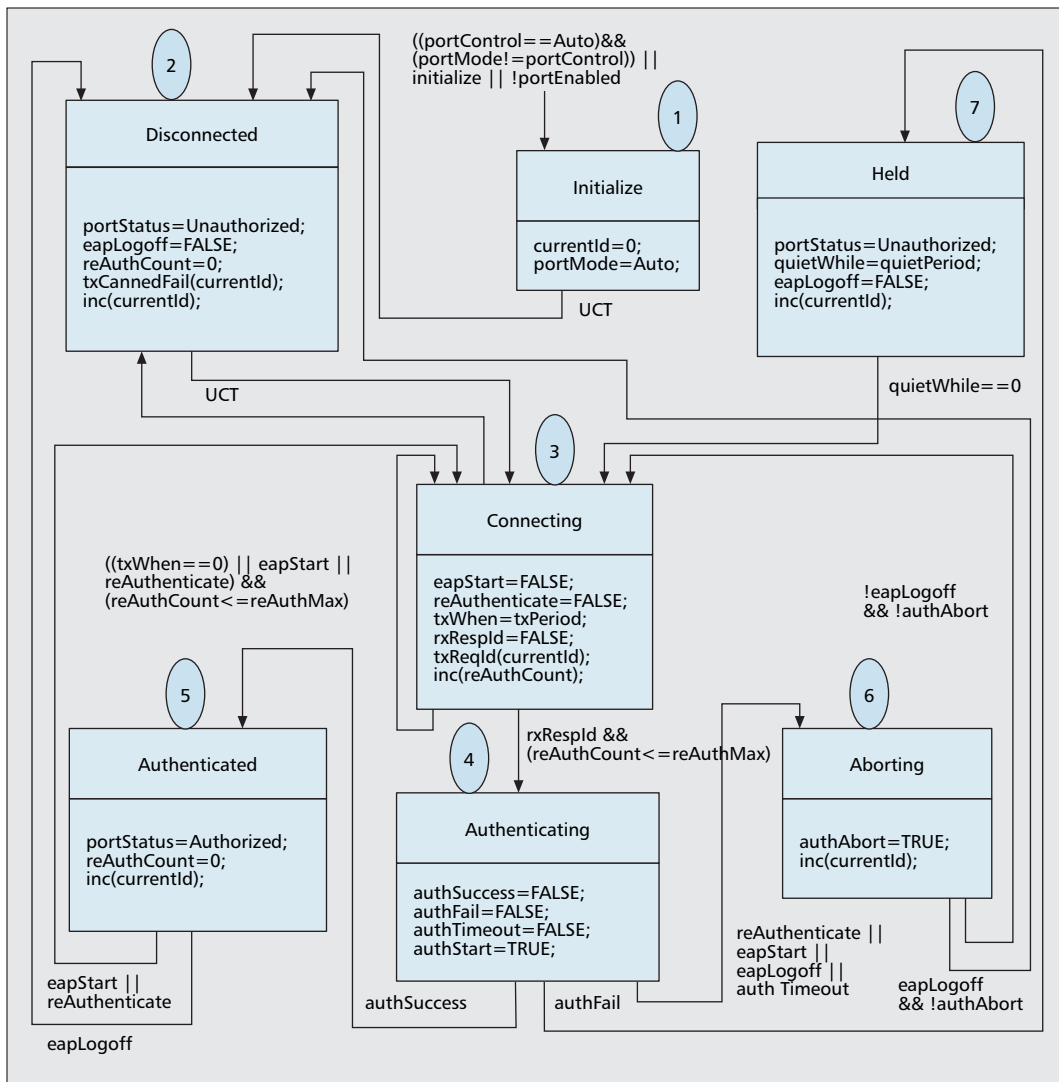 ((portControl==Auto)&&
(portMode!=portControl)) ||
initialize || !portEnabled
2
Disconnected
portStatus=Unauthorized;
eapLogoff=FALSE;
reAuthCount=0;
txCannedFail(currentId);
inc(currentId);
1
Initialize
currentId=0;
portMode=Auto;
UCT
7
Held
portStatus=Unauthorized;
quietWhile=quietPeriod;
eapLogoff=FALSE;
inc(currentId);
UCT
quietWhile==0
3
Connecting
eapStart=FALSE;
reAuthenticate=FALSE;
txWhen=txPeriod;
rxRespId=FALSE;
txReqId(currentId);
inc(reAuthCount);
((txWhen==0) || eapStart ||
reAuthenticate) &&
(reAuthCount<=reAuthMax)
!eapLogoff
&& !authAbort
5
Authenticated
portStatus=Authorized;
reAuthCount=0;
inc(currentId);
rxRespId &&
(reAuthCount<=reAuthMax)
4
Authenticating
authSuccess=FALSE;
authFail=FALSE;
authTimeout=FALSE;
authStart=TRUE;
6
Aborting
authAbort=TRUE;
inc(currentId);
eapStart ||
reAuthenticate
eapLogoff
authSuccess
authFail
reAuthenticate ||
eapStart ||
eapLogoff ||
auth Timeout
eapLogoff
&& !authAbort